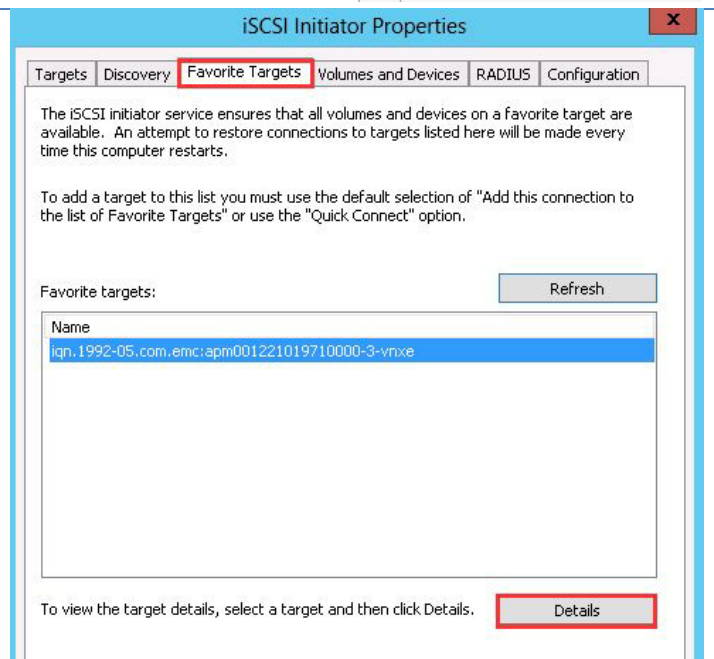 iSCSI Initiator Properties
x
Targets Discovery Favorite Targets Volumes and Devices RADIUS Configuration
The iSCSI initiator service ensures that all volumes and devices on a favorite target are
available. An attempt to restore connections to targets listed here will be made every
time this computer restarts.
To add a target to this list you must use the default selection of "Add this connection to
the list of Favorite Targets" or use the "Quick Connect" option.
Favorite targets:
Refresh
Name
iqn.1992-05.com.emc:apm001221019710000-3-vnxe
To view the target details, select a target and then click Details.
Details